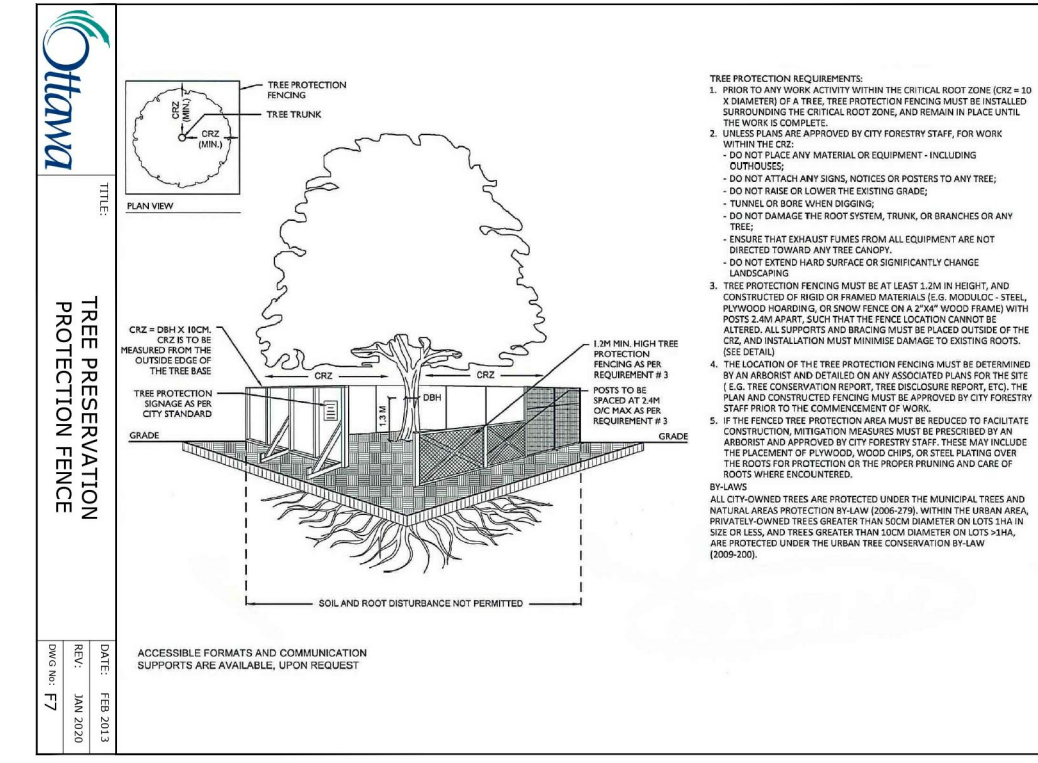 Ottawa
TITLE:
TREE PRESERVATION
PROTECTION FENCE
DATE: FEB 2013
REV: JAN 2020
DWG No: F7
TREE PROTECTION
FENCING
TREE TRUNK
CRZ
(MIN.)
CRZ
(MIN.)
PLAN VIEW
CRZ = DBH X 10CM.
CRZ IS TO BE
MEASURED FROM THE
OUTSIDE EDGE OF
THE TREE BASE
TREE PROTECTION
SIGNAGE AS PER
CITY STANDARD
GRADE
CRZ
CRZ
DBH
1.3 M
1.2M MIN. HIGH TREE
PROTECTION
FENCING AS PER
REQUIREMENT # 3
POSTS TO BE
SPACED AT 2.4M
O/C MAX AS PER
REQUIREMENT # 3
GRADE
SOIL AND ROOT DISTURBANCE NOT PERMITTED
ACCESSIBLE FORMATS AND COMMUNICATION
SUPPORTS ARE AVAILABLE, UPON REQUEST
TREE PROTECTION REQUIREMENTS:
1. PRIOR TO ANY WORK ACTIVITY WITHIN THE CRITICAL ROOT ZONE (CRZ = 10
X DIAMETER) OF A TREE, TREE PROTECTION FENCING MUST BE INSTALLED
SURROUNDING THE CRITICAL ROOT ZONE, AND REMAIN IN PLACE UNTIL
THE WORK IS COMPLETE.
2. UNLESS PLANS ARE APPROVED BY CITY FORESTRY STAFF, FOR WORK
WITHIN THE CRZ:
- DO NOT PLACE ANY MATERIAL OR EQUIPMENT - INCLUDING
OUTHOUSES;
- DO NOT ATTACH ANY SIGNS, NOTICES OR POSTERS TO ANY TREE;
- DO NOT RAISE OR LOWER THE EXISTING GRADE;
- TUNNEL OR BORE WHEN DIGGING;
- DO NOT DAMAGE THE ROOT SYSTEM, TRUNK, OR BRANCHES OR ANY
TREE;
- ENSURE THAT EXHAUST FUMES FROM ALL EQUIPMENT ARE NOT
DIRECTED TOWARD ANY TREE CANOPY.
- DO NOT EXTEND HARD SURFACE OR SIGNIFICANTLY CHANGE
LANDSCAPING
3. TREE PROTECTION FENCING MUST BE AT LEAST 1.2M IN HEIGHT, AND
CONSTRUCTED OF RIGID OR FRAMED MATERIALS (E.G. MODULOC - STEEL,
PLYWOOD HOARDING, OR SNOW FENCE ON A 2"X4" WOOD FRAME) WITH
POSTS 2.4M APART, SUCH THAT THE FENCE LOCATION CANNOT BE
ALTERED. ALL SUPPORTS AND BRACING MUST BE PLACED OUTSIDE OF THE
CRZ, AND INSTALLATION MUST MINIMISE DAMAGE TO EXISTING ROOTS.
(SEE DETAIL)
4. THE LOCATION OF THE TREE PROTECTION FENCING MUST BE DETERMINED
BY AN ARBORIST AND DETAILED ON ANY ASSOCIATED PLANS FOR THE SITE
( E.G. TREE CONSERVATION REPORT, TREE DISCLOSURE REPORT, ETC). THE
PLAN AND CONSTRUCTED FENCING MUST BE APPROVED BY CITY FORESTRY
STAFF PRIOR TO THE COMMENCEMENT OF WORK.
5. IF THE FENCED TREE PROTECTION AREA MUST BE REDUCED TO FACILITATE
CONSTRUCTION, MITIGATION MEASURES MUST BE PRESCRIBED BY AN
ARBORIST AND APPROVED BY CITY FORESTRY STAFF. THESE MAY INCLUDE
THE PLACEMENT OF PLYWOOD, WOOD CHIPS, OR STEEL PLATING OVER
THE ROOTS FOR PROTECTION OR THE PROPER PRUNING AND CARE OF
ROOTS WHERE ENCOUNTERED.
BY-LAWS
ALL CITY-OWNED TREES ARE PROTECTED UNDER THE MUNICIPAL TREES AND
NATURAL AREAS PROTECTION BY-LAW (2006-279). WITHIN THE URBAN AREA,
PRIVATELY-OWNED TREES GREATER THAN 50CM DIAMETER ON LOTS 1HA IN
SIZE OR LESS, AND TREES GREATER THAN 10CM DIAMETER ON LOTS >1HA,
ARE PROTECTED UNDER THE URBAN TREE CONSERVATION BY-LAW
(2009-200).